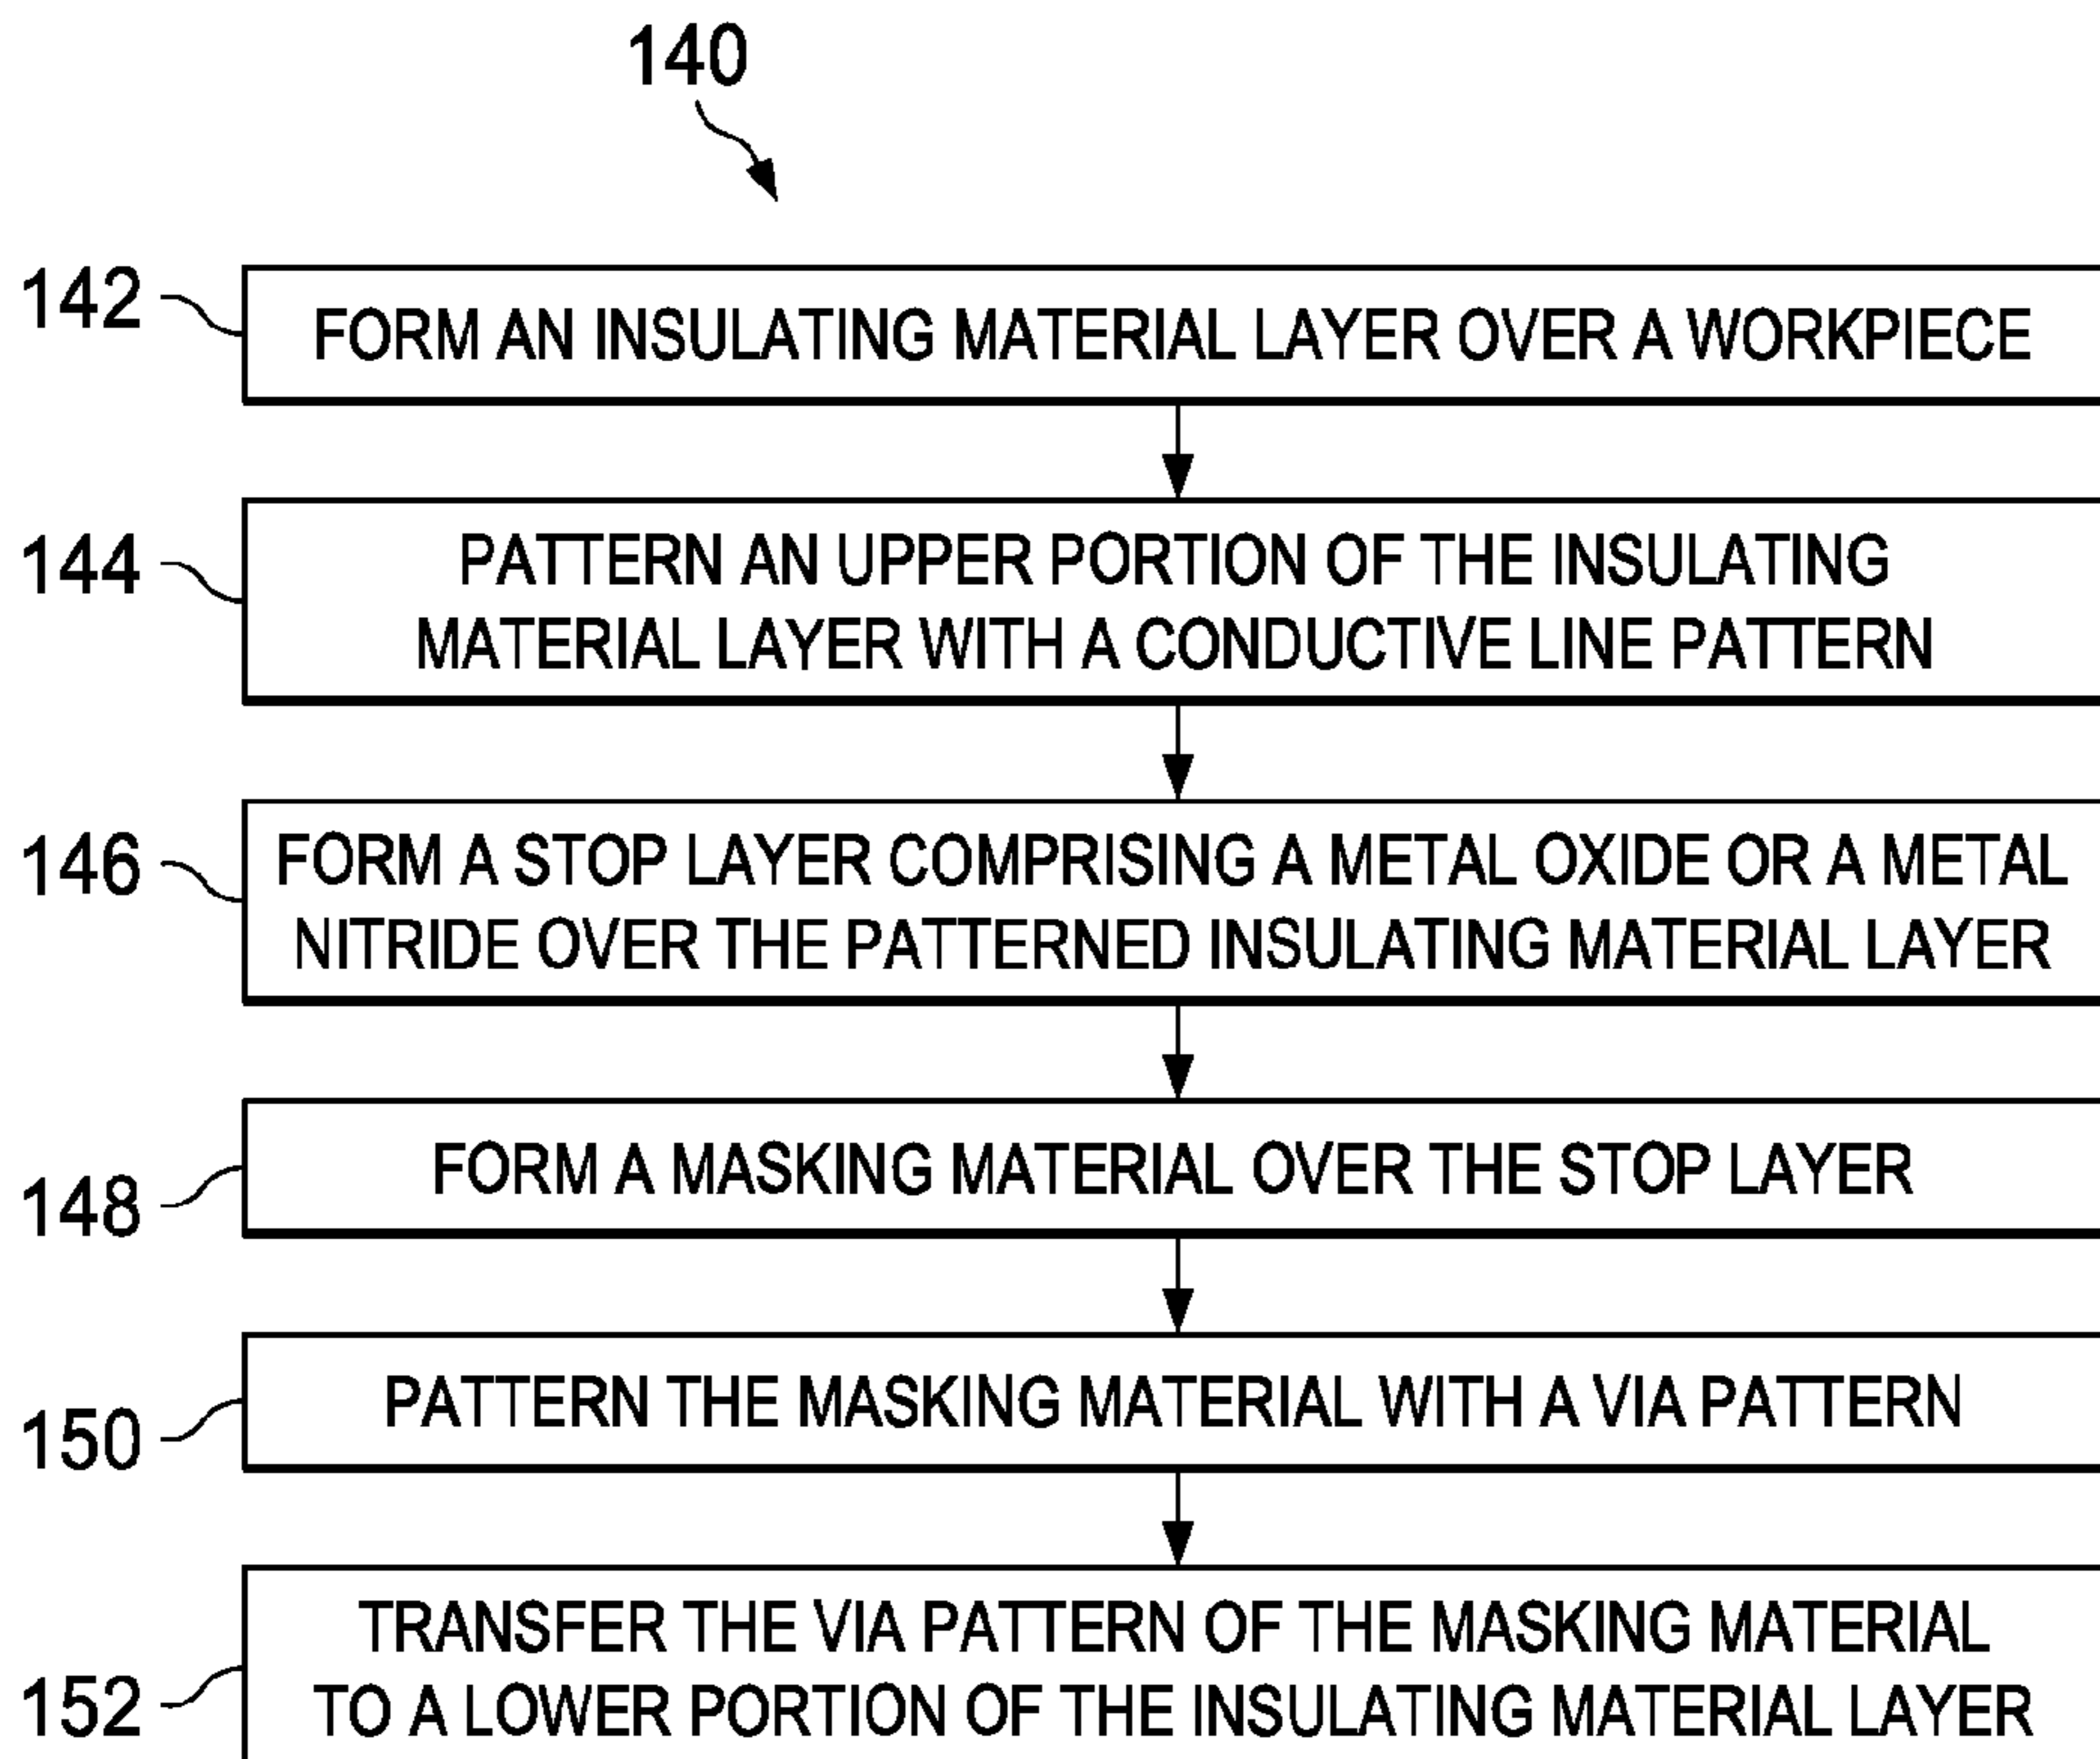 140
142
FORM AN INSULATING MATERIAL LAYER OVER A WORKPIECE
144
PATTERN AN UPPER PORTION OF THE INSULATING
MATERIAL LAYER WITH A CONDUCTIVE LINE PATTERN
146
FORM A STOP LAYER COMPRISING A METAL OXIDE OR A METAL
NITRIDE OVER THE PATTERNED INSULATING MATERIAL LAYER
148
FORM A MASKING MATERIAL OVER THE STOP LAYER
150
PATTERN THE MASKING MATERIAL WITH A VIA PATTERN
152
TRANSFER THE VIA PATTERN OF THE MASKING MATERIAL
TO A LOWER PORTION OF THE INSULATING MATERIAL LAYER